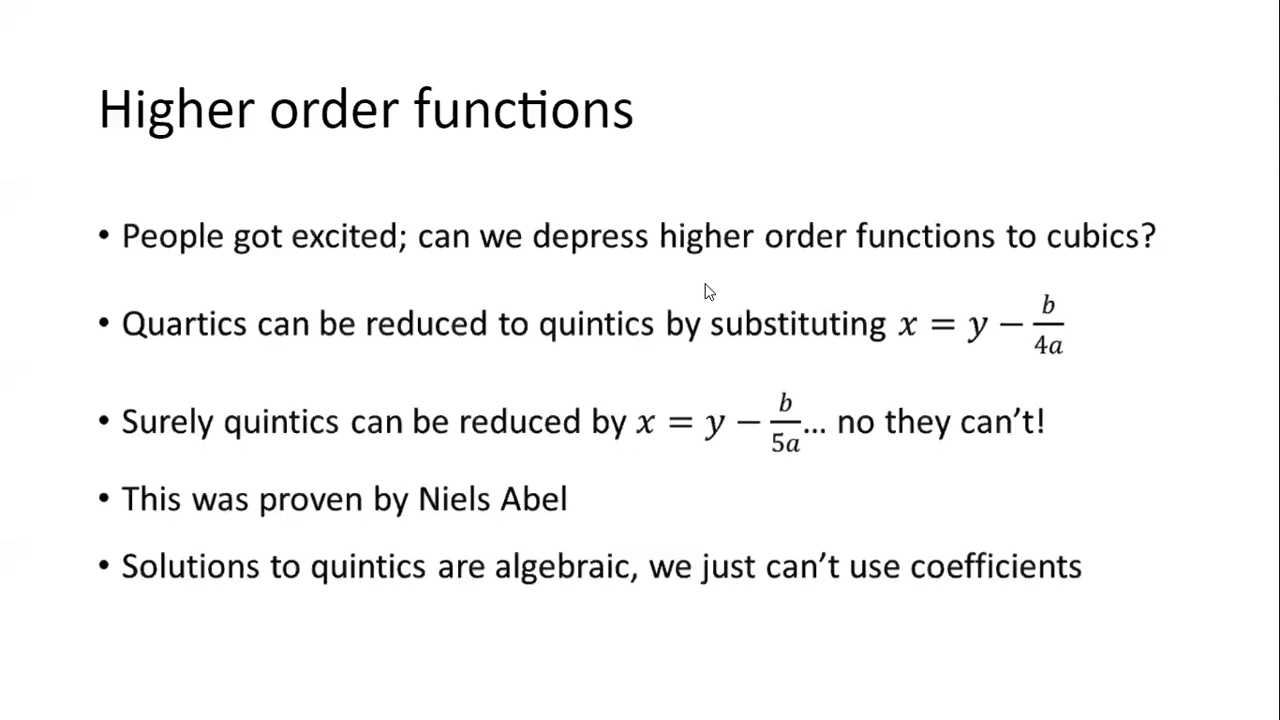 Higher order functions
• People got excited; can we depress higher order functions to cubics?
• Quartics can be reduced to quintics by substituting x = y − b/4a
• Surely quintics can be reduced by x = y − b/5a… no they can’t!
• This was proven by Niels Abel
• Solutions to quintics are algebraic, we just can’t use coefficients